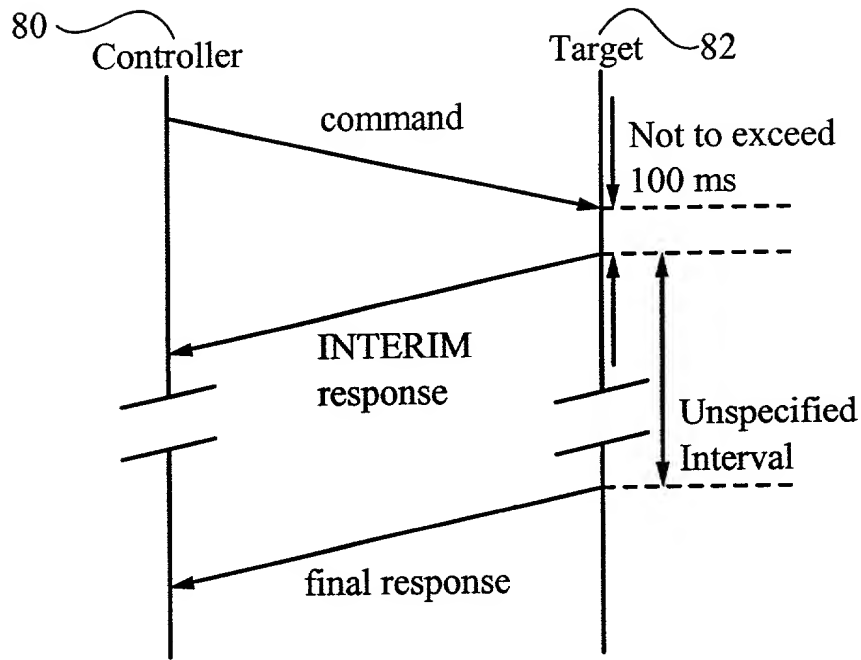 80
Controller
Target
82
command
Not to exceed
100 ms
INTERIM
response
Unspecified
Interval
final response